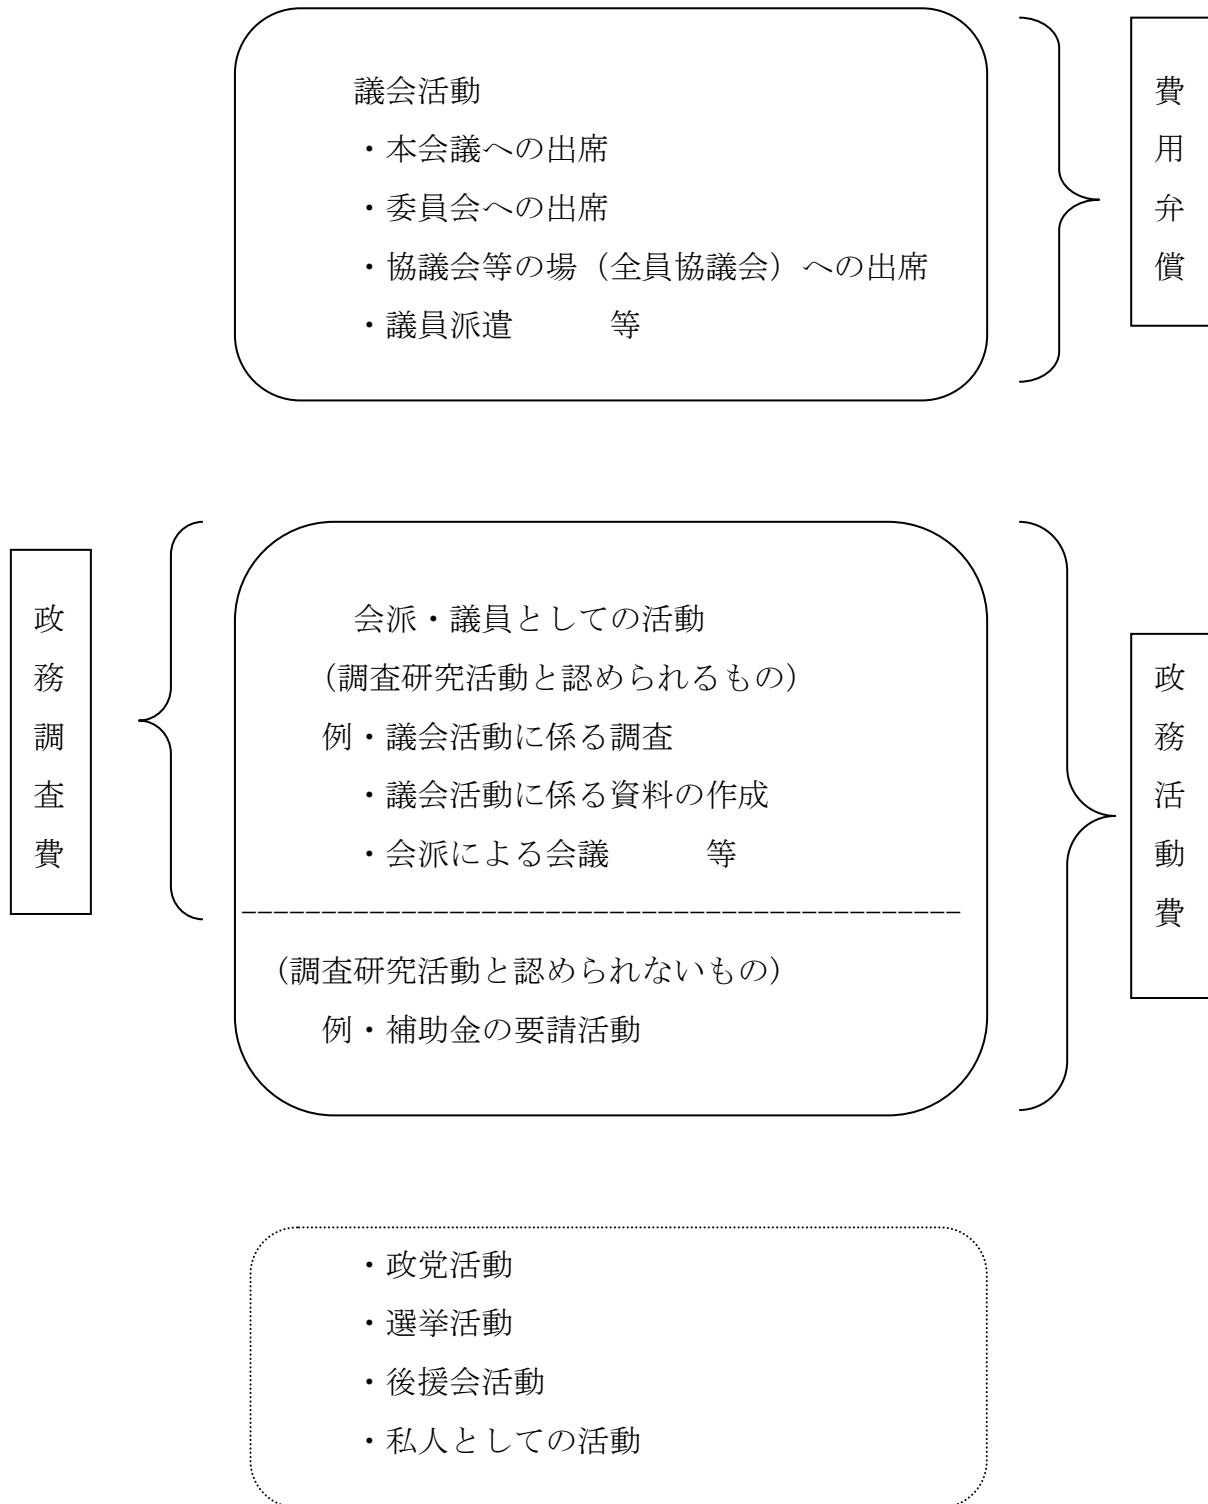 議会活動
・本会議への出席
・委員会への出席
・協議会等の場（全員協議会）への出席
・議員派遣　　　等
費用弁償
政務調査費
会派・議員としての活動
（調査研究活動と認められるもの）
例・議会活動に係る調査
・議会活動に係る資料の作成
・会派による会議　　　等
（調査研究活動と認められないもの）
例・補助金の要請活動
政務活動費
・政党活動
・選挙活動
・後援会活動
・私人としての活動